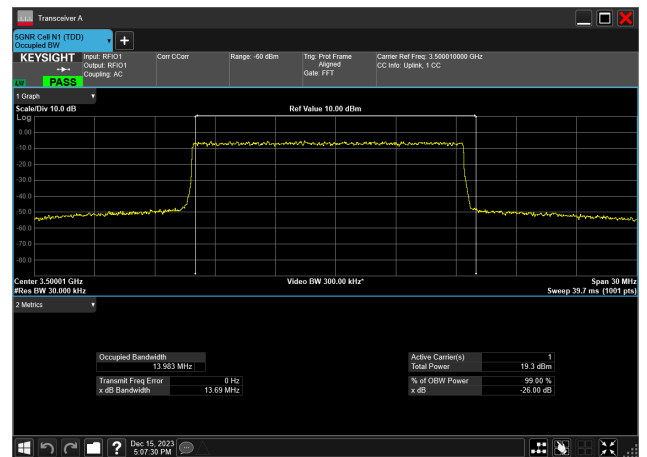 Transceiver A
5GNR Cell N1 (TDD)
Occupied BW
KEYSIGHT
LXI
PASS
Input: RFIO1
Output: RFIO1
Coupling: AC
Corr CCorr
Range: -60 dBm
Trig: Prot Frame
Aligned
Gate: FFT
Carrier Ref Freq: 3.500010000 GHz
CC Info: Uplink, 1 CC
1 Graph
Scale/Div 10.0 dB
Ref Value 10.00 dBm
Log
0.00
-10.0
-20.0
-30.0
-40.0
-50.0
-60.0
-70.0
-80.0
Center 3.50001 GHz
Video BW 300.00 kHz*
Span 30 MHz
#Res BW 30.000 kHz
Sweep 39.7 ms (1001 pts)
2 Metrics
Occupied Bandwidth
13.983 MHz
Transmit Freq Error 0 Hz
x dB Bandwidth 13.69 MHz
Active Carrier(s) 1
Total Power 19.3 dBm
% of OBW Power 99.00 %
x dB -26.00 dB
?
Dec 15, 2023
5:07:30 PM